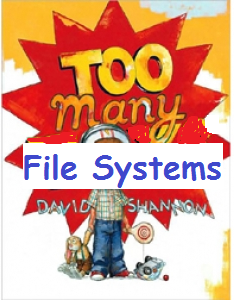 TOO
many
File Systems
DAVID SHANNON